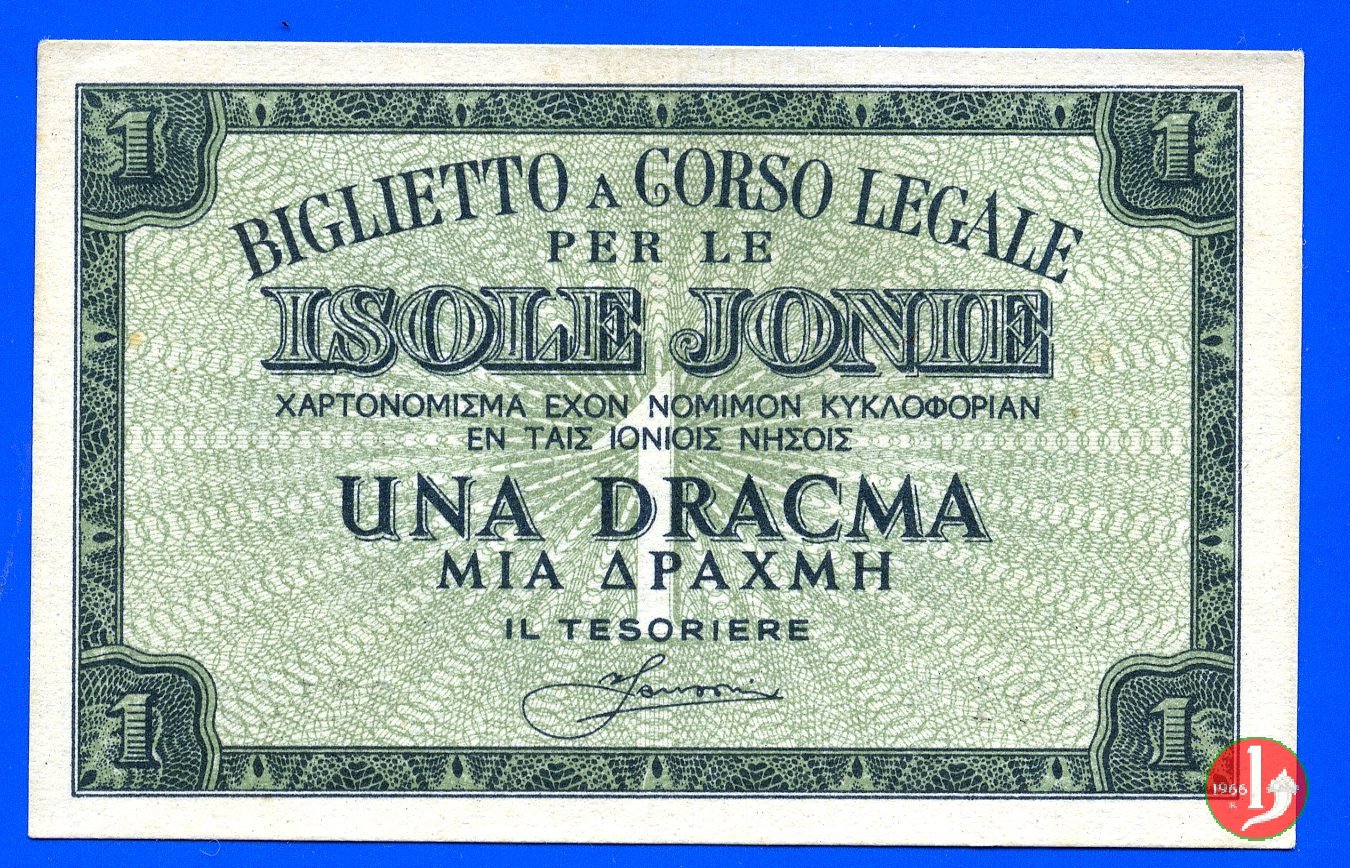 1 1
BIGLIETTO A CORSO LEGALE
PER LE
ISOLE JONIE
ΧΑΡΤΟΝΟΜΙΣΜΑ ΕΧΟΝ ΝΟΜΙΜΟΝ ΚΥΚΛΟΦΟΡΙΑΝ
ΕΝ ΤΑΙΣ ΙΟΝΙΟΙΣ ΝΗΣΟΙΣ
UNA DRACMA
ΜΙΑ ΔΡΑΧΜΗ
IL TESORIERE
1 1
1966